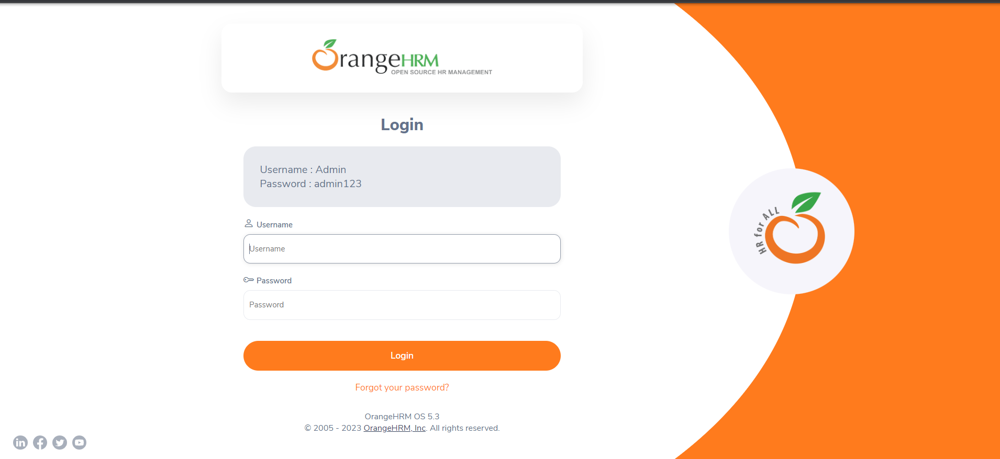 OrangeHRM
OPEN SOURCE HR MANAGEMENT
Login
Username : Admin
Password : admin123
Username
Username
Password
Password
Login
Forgot your password?
OrangeHRM OS 5.3
© 2005 - 2023 OrangeHRM, Inc. All rights reserved.
HR for ALL